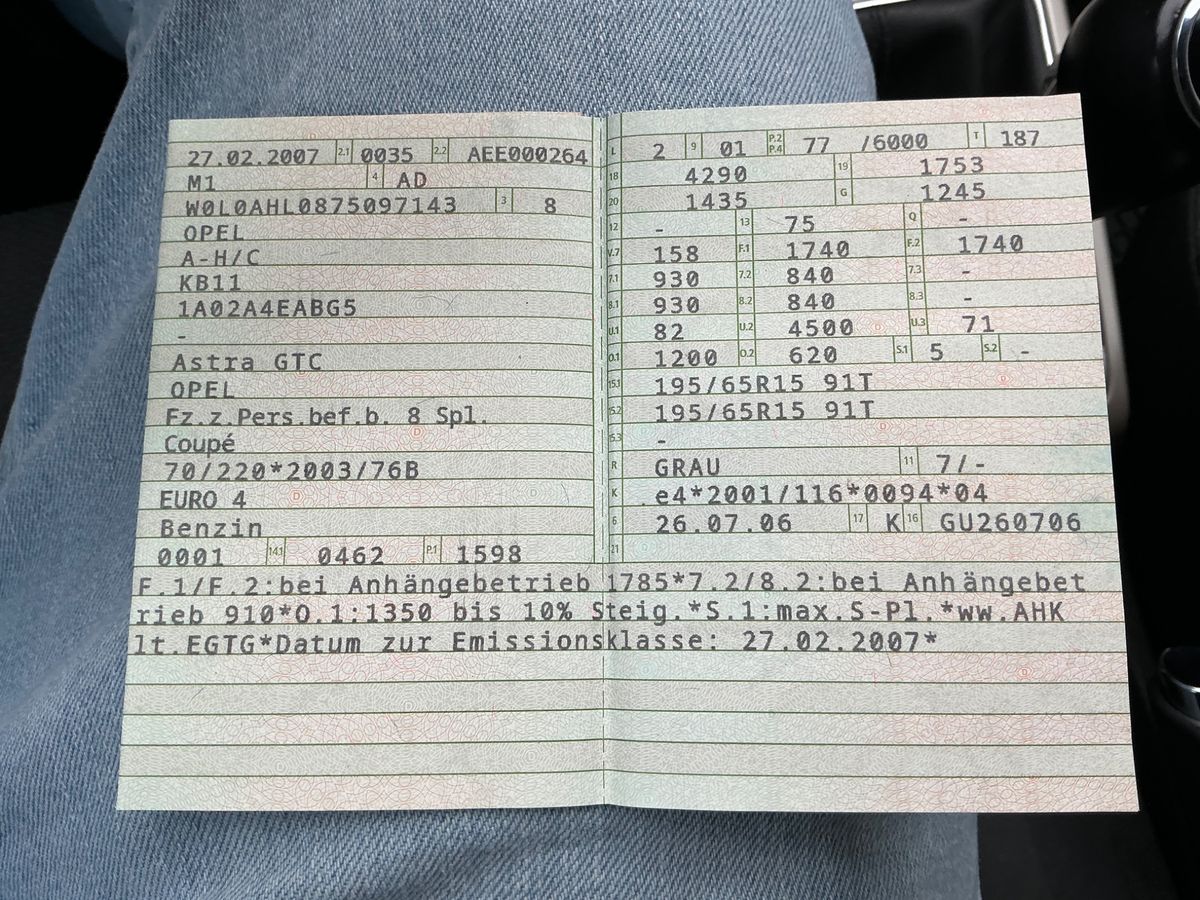 27.02.2007 2.1 0035 2.2 AEE000264
M1 4 AD
W0L0AHL0875097143 3 8
OPEL
A-H/C
KB11
1A02A4EABG5
-
Astra GTC
OPEL
Fz.z.Pers.bef.b. 8 Spl.
Coupé
70/220*2003/76B
EURO 4
Benzin
0001 14.1 0462 P.1 1598
L 2 9 01 P.2 P.4 77 /6000 T 187
18 4290 19 1753
20 1435 G 1245
12 - 13 75 Q -
V.7 158 F.1 1740 F.2 1740
7.1 930 7.2 840 7.3 -
8.1 930 8.2 840 8.3 -
U.1 82 U.2 4500 U.3 71
O.1 1200 O.2 620 S.1 5 S.2 -
15.1 195/65R15 91T
15.2 195/65R15 91T
15.3 -
R GRAU 11 7/-
K e4*2001/116*0094*04
6 26.07.06 17 K 16 GU260706
21
F.1/F.2:bei Anhängebetrieb 1785*7.2/8.2:bei Anhängebet
rieb 910*O.1:1350 bis 10% Steig.*S.1:max.S-Pl.*ww.AHK
lt.EGTG*Datum zur Emissionsklasse: 27.02.2007*